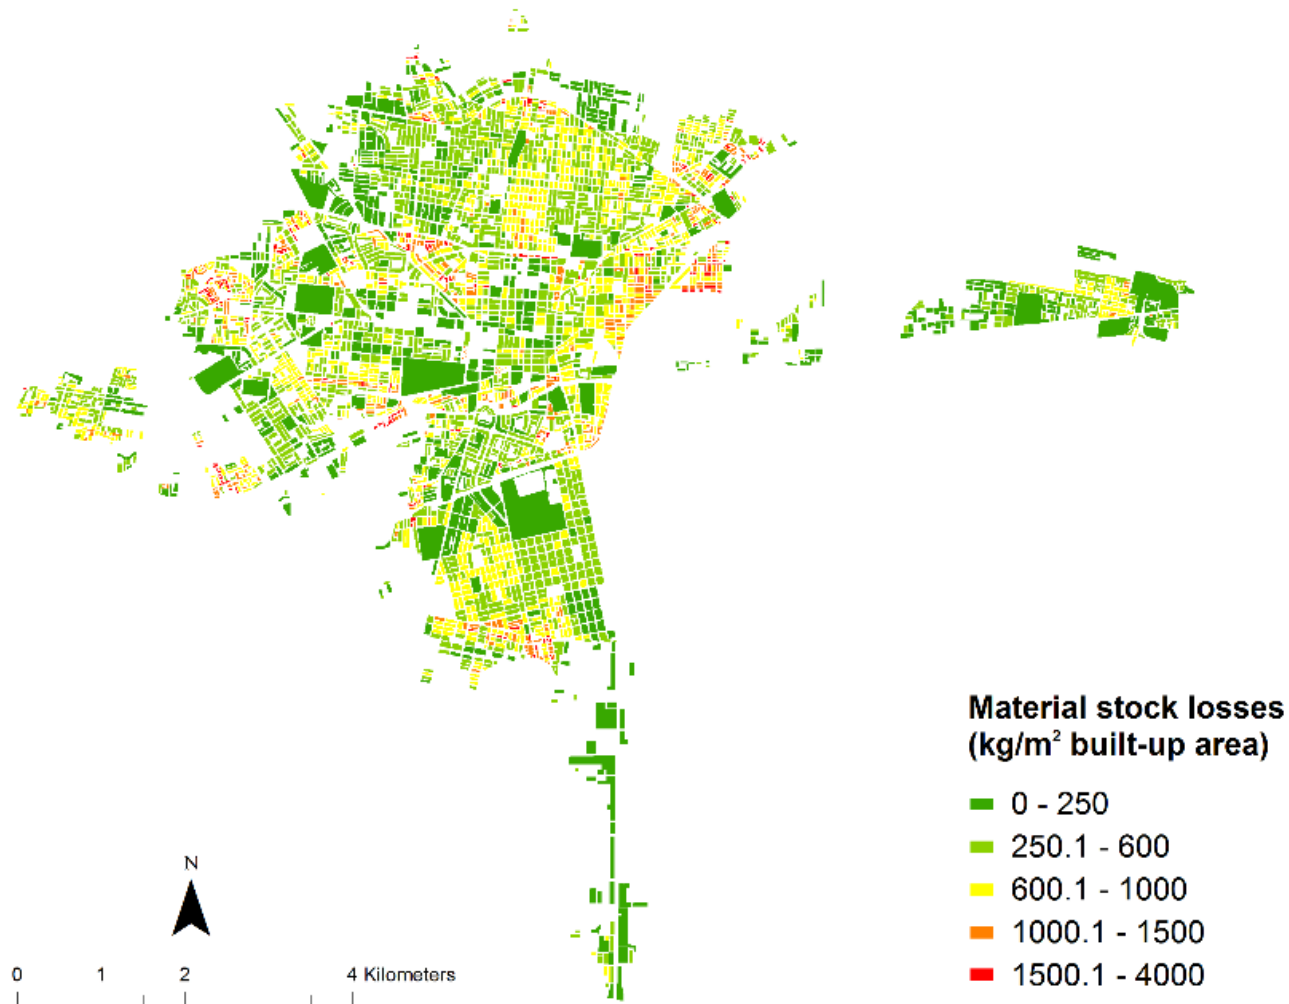 Material stock losses
(kg/m² built-up area)
0 - 250
250.1 - 600
600.1 - 1000
1000.1 - 1500
1500.1 - 4000
N
0 1 2 4 Kilometers